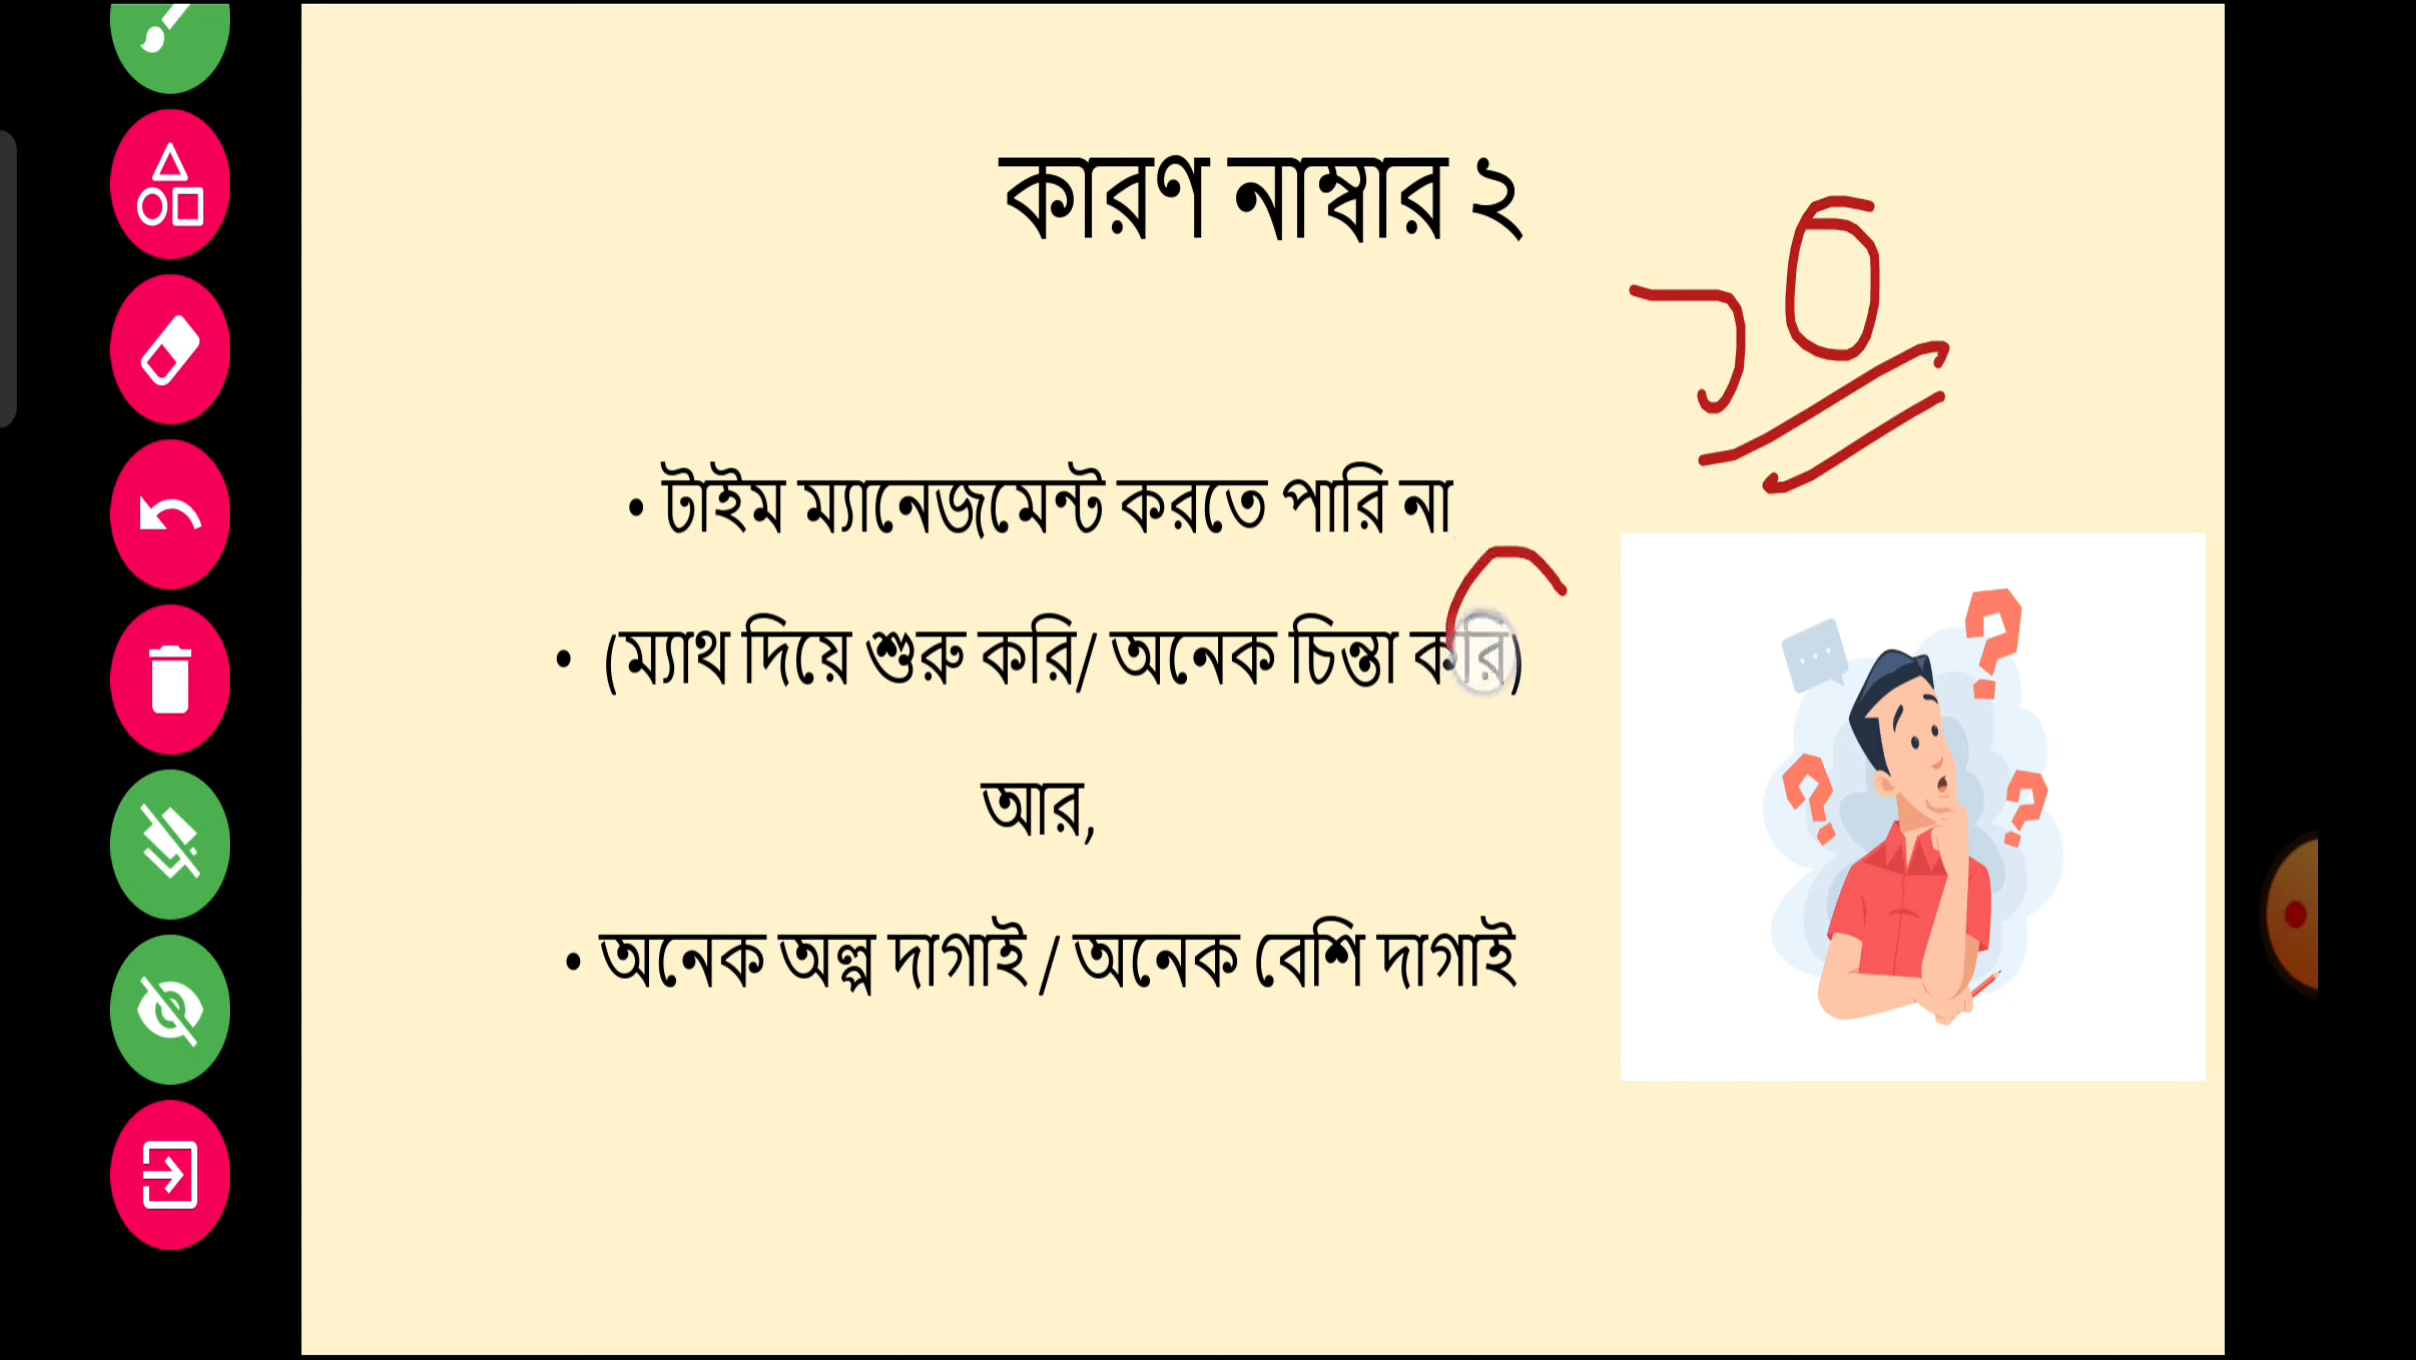 কারণ নাম্বার ২
• টাইম ম্যানেজমেন্ট করতে পারি না
• (ম্যাথ দিয়ে শুরু করি/ অনেক চিন্তা করি)
আর,
• অনেক অল্প দাগাই / অনেক বেশি দাগাই